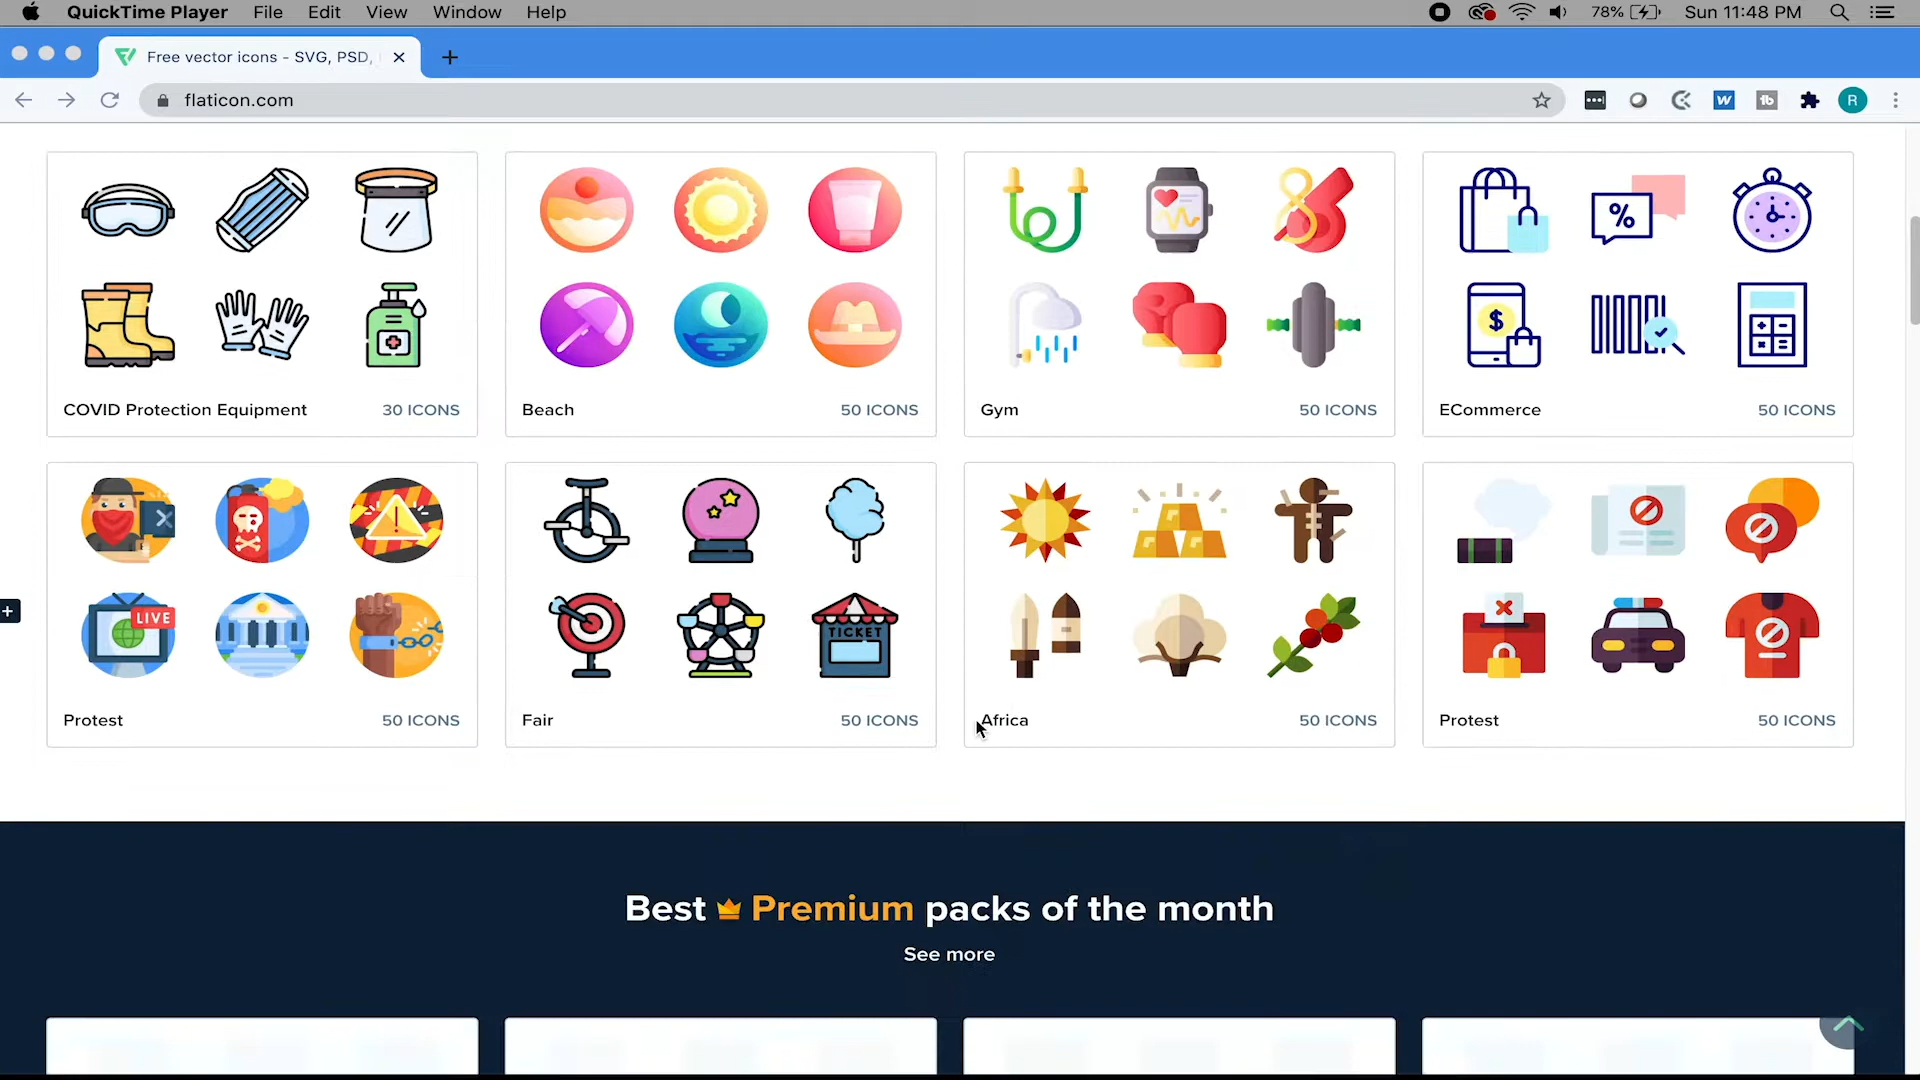 QuickTime Player File Edit View Window Help 78% Sun 11:48 PM
Free vector icons - SVG, PSD,
flaticon.com W tb R
%
$
COVID Protection Equipment 30 ICONS
Beach 50 ICONS
Gym 50 ICONS
ECommerce 50 ICONS
LIVE
TICKET
Protest 50 ICONS
Fair 50 ICONS
Africa 50 ICONS
Protest 50 ICONS
Best Premium packs of the month
See more